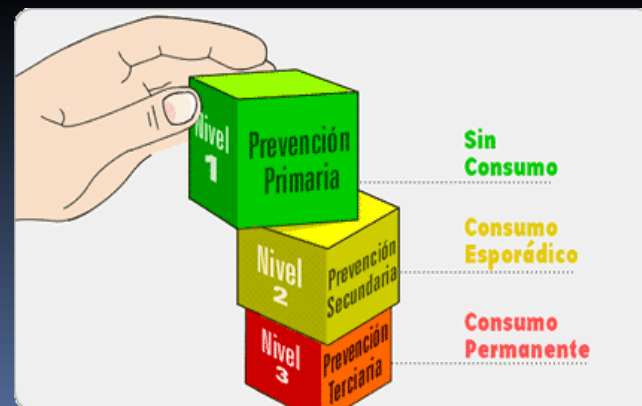 Nivel
1
Prevención
Primaria
Sin
Consumo
Nivel
2
Prevención
Secundaria
Consumo
Esporádico
Nivel
3
Prevención
Terciaria
Consumo
Permanente